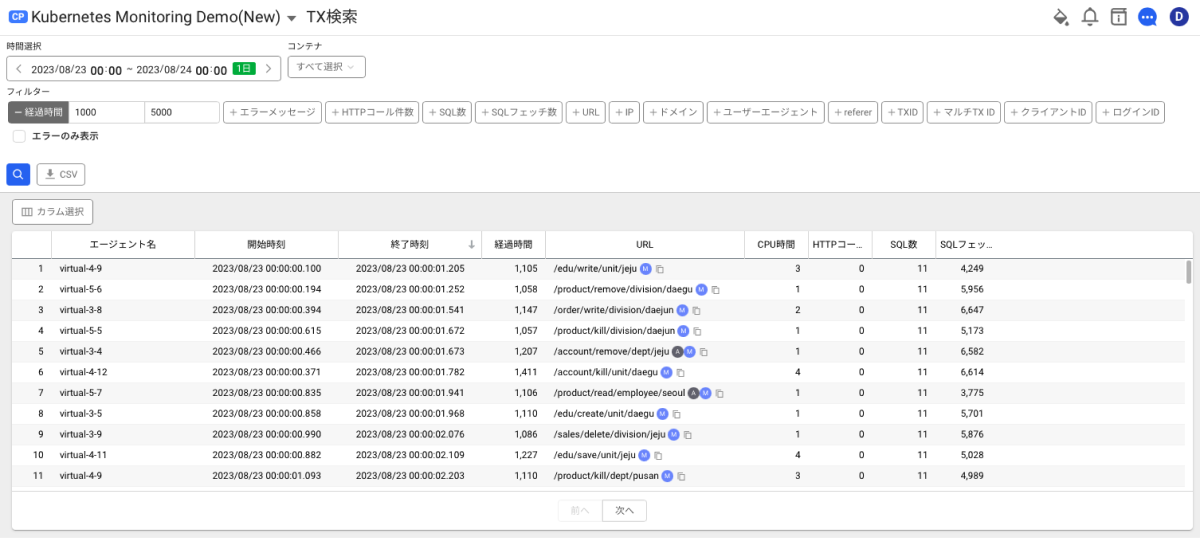 CP Kubernetes Monitoring Demo(New) TX検索 D
時間選択 コンテナ
2023/08/23 00:00 ~ 2023/08/24 00:00 1日 すべて選択
フィルター
− 経過時間 1000 5000 + エラーメッセージ + HTTPコール件数 + SQL数 + SQLフェッチ数 + URL + IP + ドメイン + ユーザーエージェント + referer + TXID + マルチTX ID + クライアントID + ログインID
エラーのみ表示
CSV
カラム選択
エージェント名 開始時刻 終了時刻 ↓ 経過時間 URL CPU時間 HTTPコー... SQL数 SQLフェッ...
1 virtual-4-9 2023/08/23 00:00:00.100 2023/08/23 00:00:01.205 1,105 /edu/write/unit/jeju M 3 0 11 4,249
2 virtual-5-6 2023/08/23 00:00:00.194 2023/08/23 00:00:01.252 1,058 /product/remove/division/daegu M 1 0 11 5,956
3 virtual-3-8 2023/08/23 00:00:00.394 2023/08/23 00:00:01.541 1,147 /order/write/division/daejun M 2 0 11 6,647
4 virtual-5-5 2023/08/23 00:00:00.615 2023/08/23 00:00:01.672 1,057 /product/kill/division/daejun M 1 0 11 5,173
5 virtual-3-4 2023/08/23 00:00:00.466 2023/08/23 00:00:01.673 1,207 /account/remove/dept/jeju A M 1 0 11 6,582
6 virtual-4-12 2023/08/23 00:00:00.371 2023/08/23 00:00:01.782 1,411 /account/kill/unit/daegu M 4 0 11 6,614
7 virtual-5-7 2023/08/23 00:00:00.835 2023/08/23 00:00:01.941 1,106 /product/read/employee/seoul A M 1 0 11 3,775
8 virtual-3-5 2023/08/23 00:00:00.858 2023/08/23 00:00:01.968 1,110 /edu/create/unit/daegu M 1 0 11 5,701
9 virtual-3-9 2023/08/23 00:00:00.990 2023/08/23 00:00:02.076 1,086 /sales/delete/division/jeju M 1 0 11 5,876
10 virtual-4-11 2023/08/23 00:00:00.882 2023/08/23 00:00:02.109 1,227 /edu/save/unit/jeju M 4 0 11 5,028
11 virtual-4-9 2023/08/23 00:00:01.093 2023/08/23 00:00:02.203 1,110 /product/kill/dept/pusan M 3 0 11 4,989
前へ 次へ